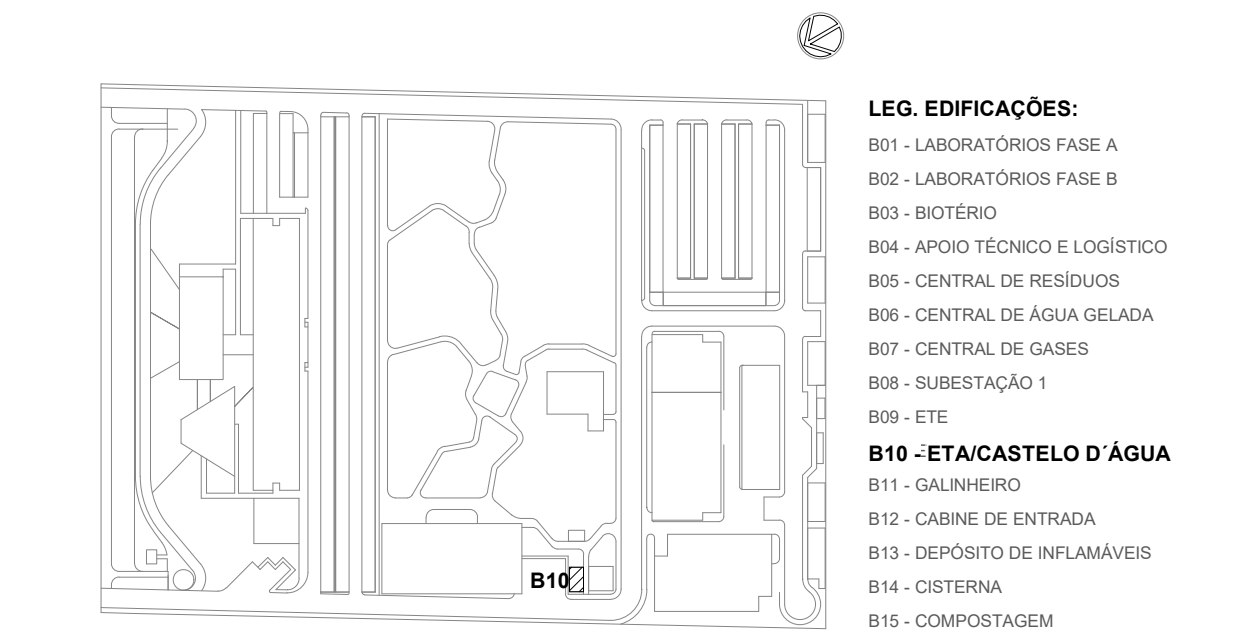 LEG. EDIFICAÇÕES:
B01 - LABORATÓRIOS FASE A
B02 - LABORATÓRIOS FASE B
B03 - BIOTÉRIO
B04 - APOIO TÉCNICO E LOGÍSTICO
B05 - CENTRAL DE RESÍDUOS
B06 - CENTRAL DE ÁGUA GELADA
B07 - CENTRAL DE GASES
B08 - SUBESTAÇÃO 1
B09 - ETE
B10 - ETA/CASTELO D´ÁGUA
B11 - GALINHEIRO
B12 - CABINE DE ENTRADA
B13 - DEPÓSITO DE INFLAMÁVEIS
B14 - CISTERNA
B15 - COMPOSTAGEM
B10